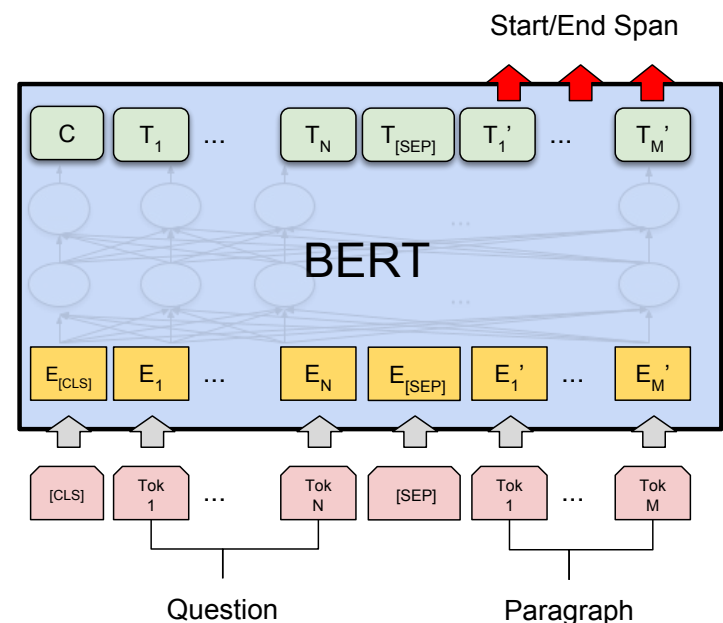 Start/End Span
C T1 ... TN T[SEP] T1’ ... TM’
...
BERT
...
E[CLS] E1 ... EN E[SEP] E1’ ... EM’
[CLS] Tok 1 ... Tok N [SEP] Tok 1 ... Tok M
Question Paragraph